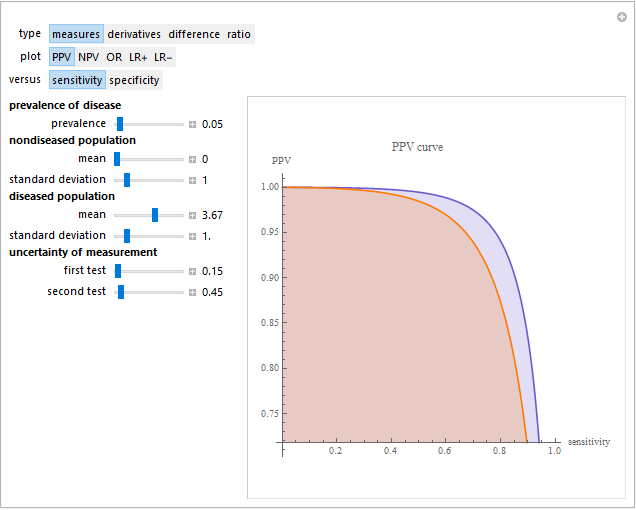 type measures derivatives difference ratio
plot PPV NPV OR LR+ LR−
versus sensitivity specificity
prevalence of disease
prevalence 0.05
nondiseased population
mean 0
standard deviation 1
diseased population
mean 3.67
standard deviation 1.
uncertainty of measurement
first test 0.15
second test 0.45
PPV curve
PPV
1.00
0.95
0.90
0.85
0.80
0.75
0.2 0.4 0.6 0.8 1.0
sensitivity